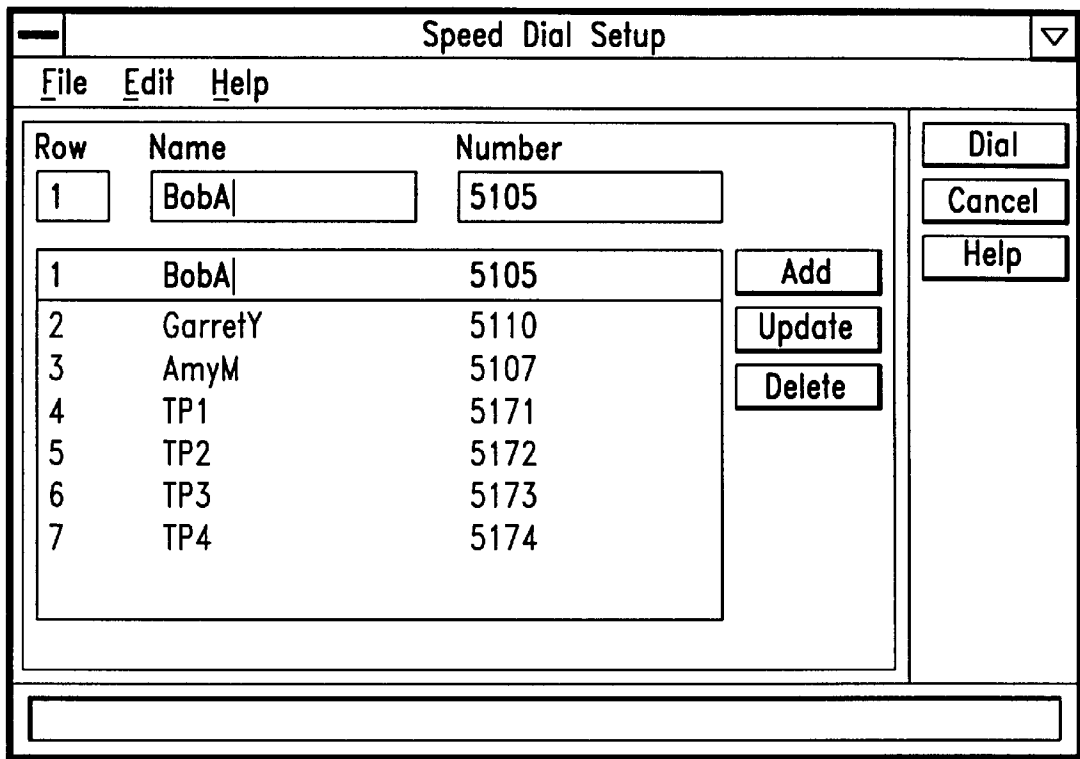 Speed Dial Setup
File Edit Help
Row Name Number
1 BobA 5105
1 BobA 5105
2 GarretY 5110
3 AmyM 5107
4 TP1 5171
5 TP2 5172
6 TP3 5173
7 TP4 5174
Add
Update
Delete
Dial
Cancel
Help